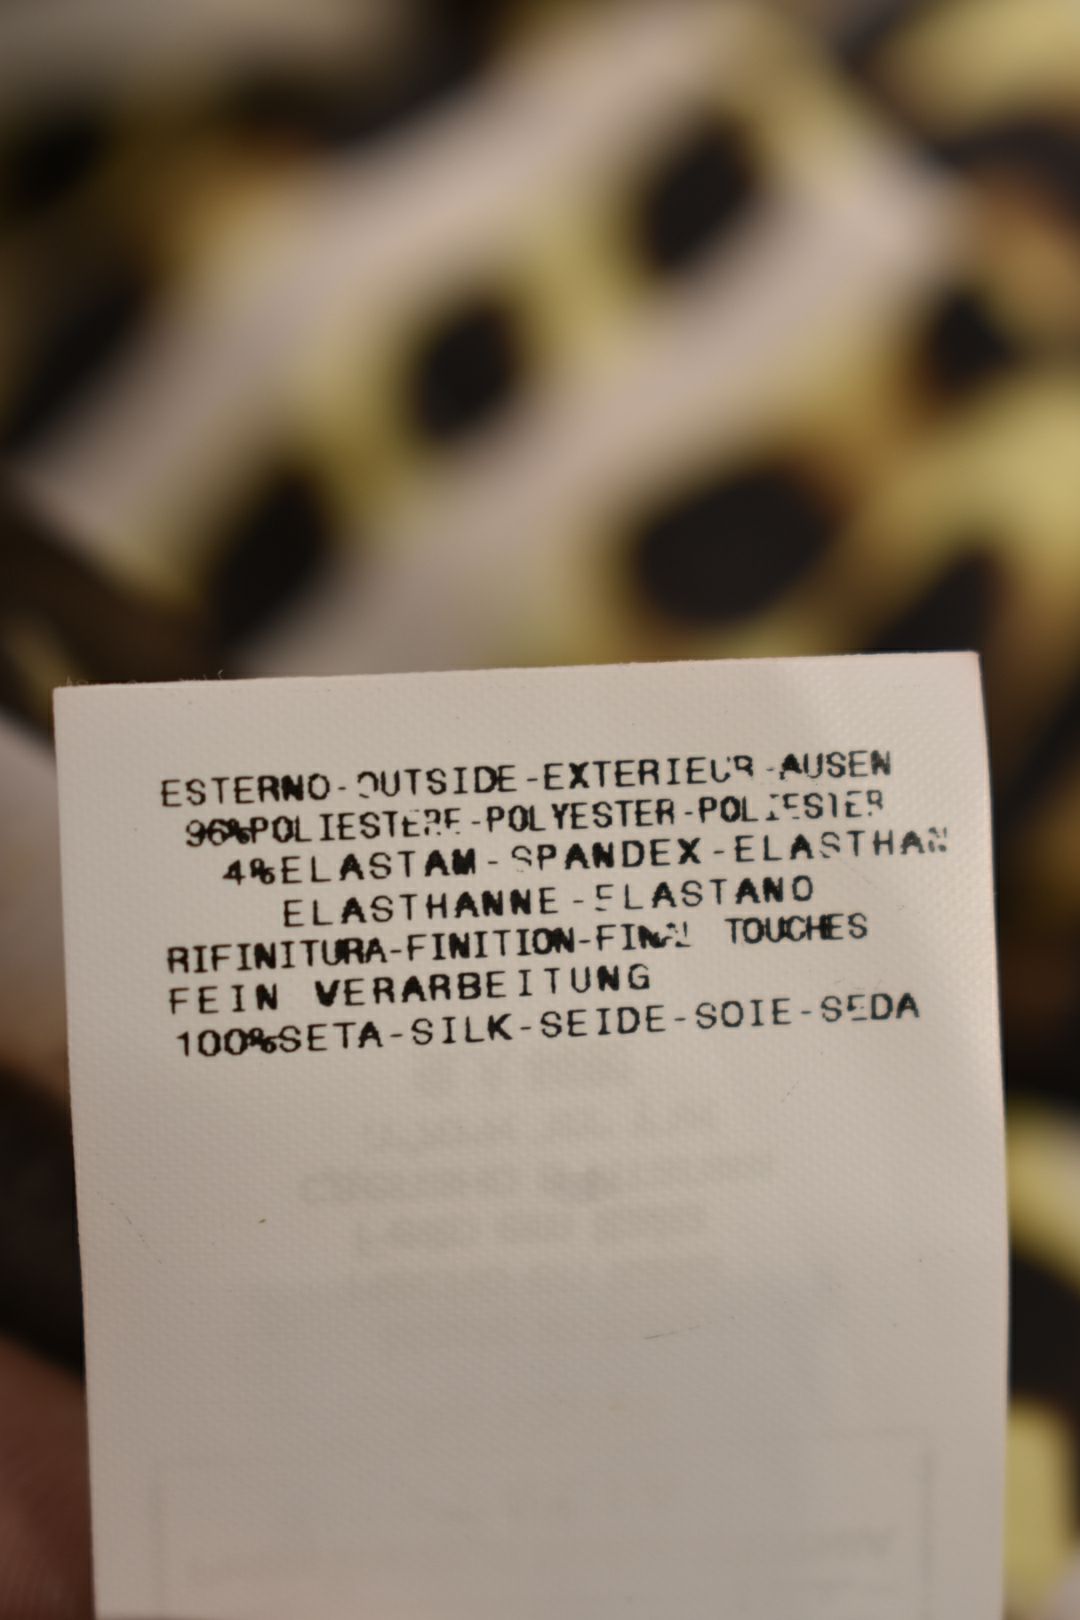 ESTERNO-OUTSIDE-EXTERIEUR-AUSEN
96%POLIESTERE-POLYESTER-POLIESTER
4%ELASTAM-SPANDEX-ELASTHAN
ELASTHANNE-ELASTANO
RIFINITURA-FINITION-FINAL TOUCHES
FEIN VERARBEITUNG
100%SETA-SILK-SEIDE-SOIE-SEDA